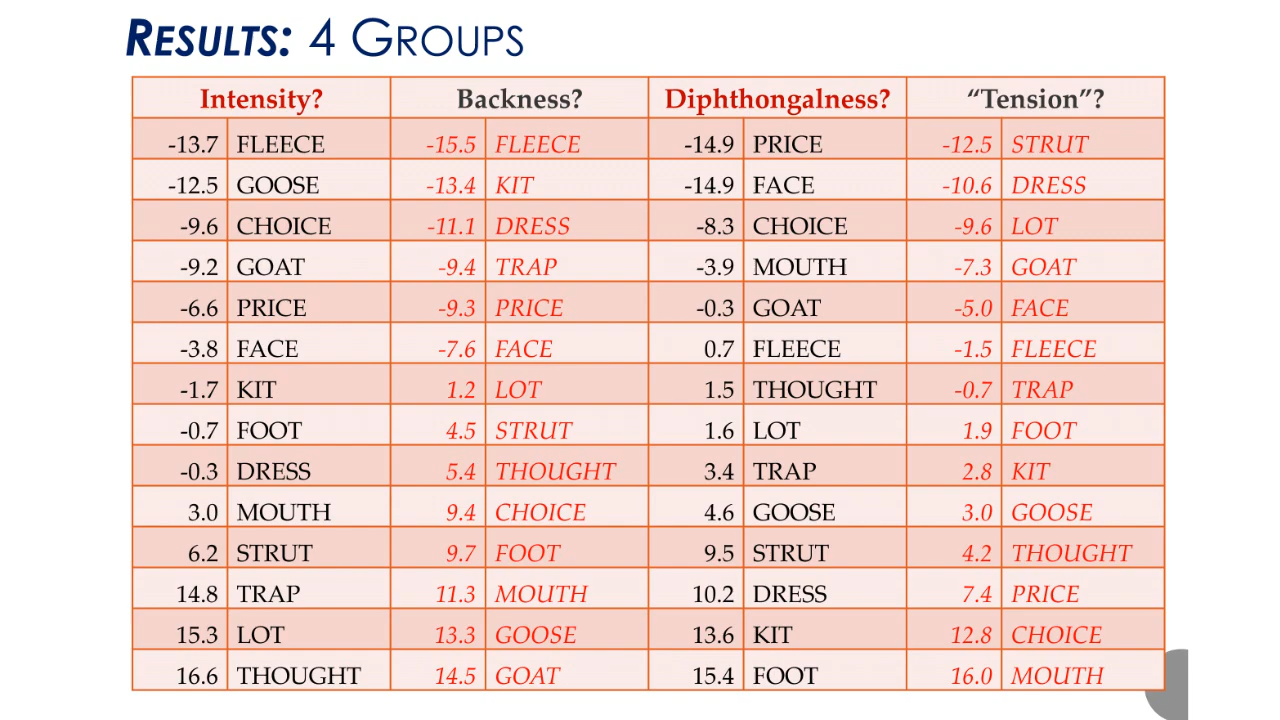 RESULTS: 4 GROUPS
Intensity? Backness? Diphthongalness? “Tension”?
-13.7 FLEECE -15.5 FLEECE -14.9 PRICE -12.5 STRUT
-12.5 GOOSE -13.4 KIT -14.9 FACE -10.6 DRESS
-9.6 CHOICE -11.1 DRESS -8.3 CHOICE -9.6 LOT
-9.2 GOAT -9.4 TRAP -3.9 MOUTH -7.3 GOAT
-6.6 PRICE -9.3 PRICE -0.3 GOAT -5.0 FACE
-3.8 FACE -7.6 FACE 0.7 FLEECE -1.5 FLEECE
-1.7 KIT 1.2 LOT 1.5 THOUGHT -0.7 TRAP
-0.7 FOOT 4.5 STRUT 1.6 LOT 1.9 FOOT
-0.3 DRESS 5.4 THOUGHT 3.4 TRAP 2.8 KIT
3.0 MOUTH 9.4 CHOICE 4.6 GOOSE 3.0 GOOSE
6.2 STRUT 9.7 FOOT 9.5 STRUT 4.2 THOUGHT
14.8 TRAP 11.3 MOUTH 10.2 DRESS 7.4 PRICE
15.3 LOT 13.3 GOOSE 13.6 KIT 12.8 CHOICE
16.6 THOUGHT 14.5 GOAT 15.4 FOOT 16.0 MOUTH